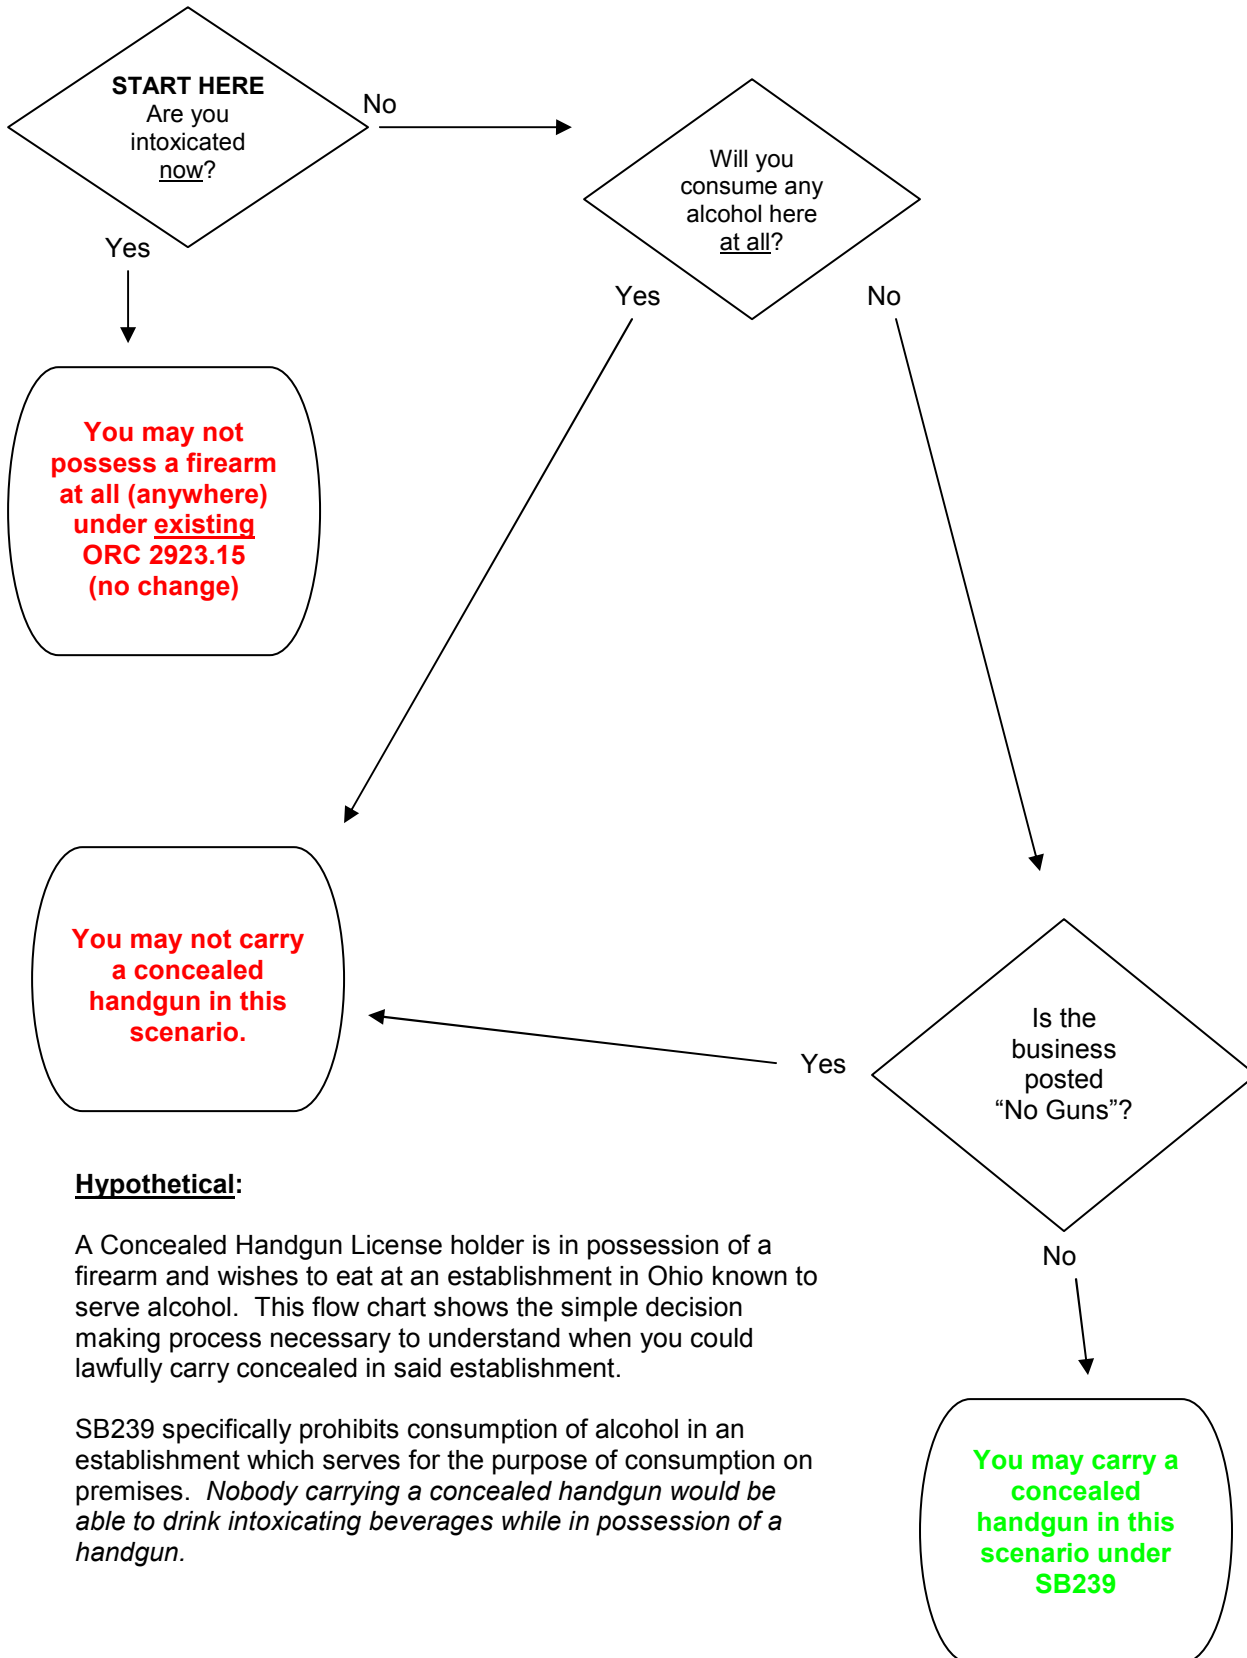 START HERE
Are you
intoxicated
now?
No
Yes
Will you
consume any
alcohol here
at all?
Yes
No
You may not
possess a firearm
at all (anywhere)
under existing
ORC 2923.15
(no change)
You may not carry
a concealed
handgun in this
scenario.
Is the
business
posted
“No Guns”?
Yes
No
Hypothetical:
A Concealed Handgun License holder is in possession of a
firearm and wishes to eat at an establishment in Ohio known to
serve alcohol.  This flow chart shows the simple decision
making process necessary to understand when you could
lawfully carry concealed in said establishment.
SB239 specifically prohibits consumption of alcohol in an
establishment which serves for the purpose of consumption on
premises.  Nobody carrying a concealed handgun would be
able to drink intoxicating beverages while in possession of a
handgun.
You may carry a
concealed
handgun in this
scenario under
SB239